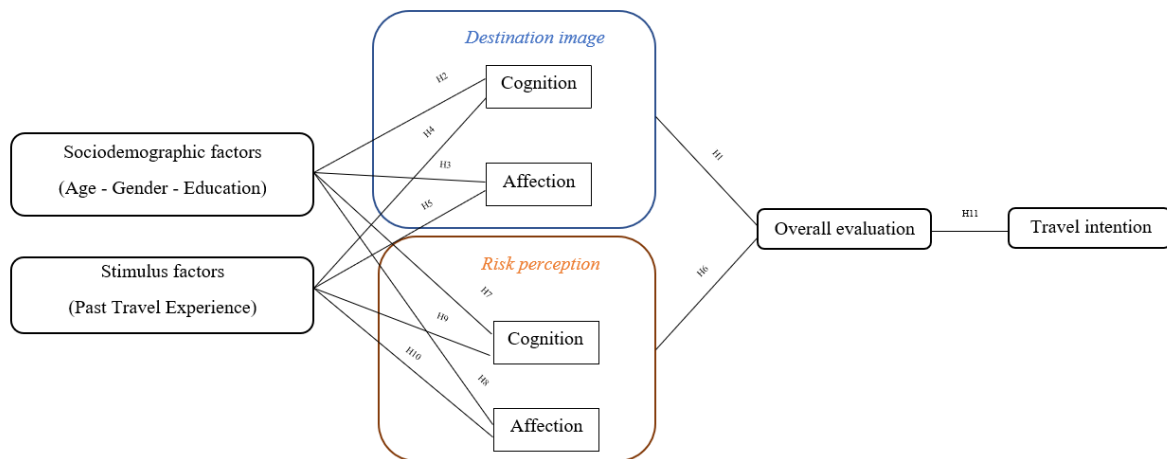 Destination image
Cognition
Affection
Sociodemographic factors
(Age - Gender - Education)
Stimulus factors
(Past Travel Experience)
Risk perception
Cognition
Affection
H2
H4
H3
H5
H7
H9
H10
H8
H1
H6
Overall evaluation
H11
Travel intention